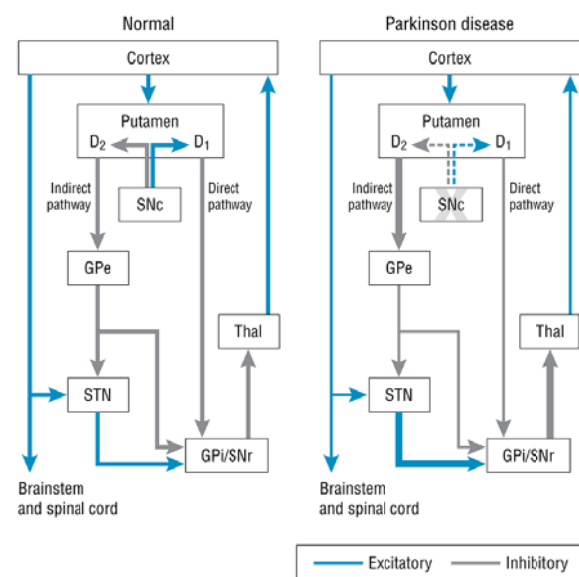 Normal
Cortex
Putamen
D2 D1
Indirect
pathway
SNc
Direct
pathway
GPe
Thal
STN
GPi/SNr
Brainstem
and spinal cord
Parkinson disease
Cortex
Putamen
D2 D1
Indirect
pathway
SNc
Direct
pathway
GPe
Thal
STN
GPi/SNr
Brainstem
and spinal cord
Excitatory Inhibitory